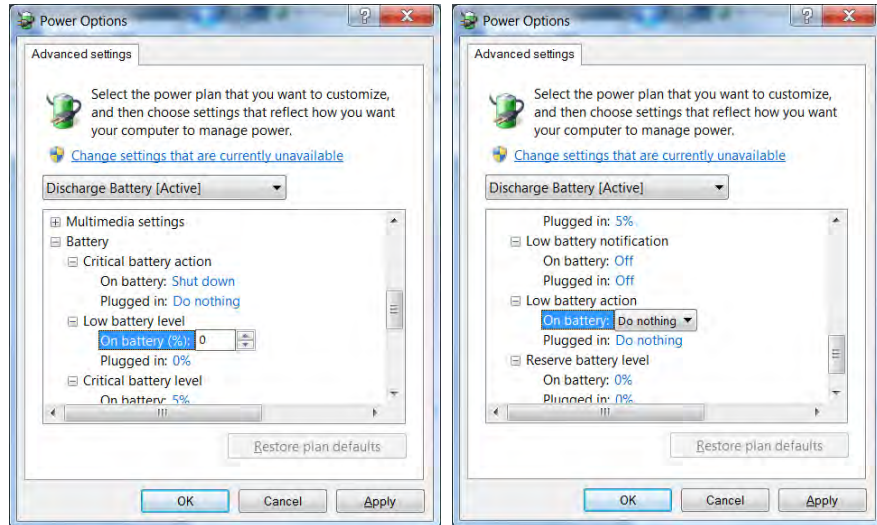 Power Options
Advanced settings
Select the power plan that you want to customize,
and then choose settings that reflect how you want
your computer to manage power.
Change settings that are currently unavailable
Discharge Battery [Active]
Multimedia settings
Battery
Critical battery action
On battery: Shut down
Plugged in: Do nothing
Low battery level
On battery (%): 0
Plugged in: 0%
Critical battery level
On battery: 5%
Restore plan defaults
OK Cancel Apply
Power Options
Advanced settings
Select the power plan that you want to customize,
and then choose settings that reflect how you want
your computer to manage power.
Change settings that are currently unavailable
Discharge Battery [Active]
Plugged in: 5%
Low battery notification
On battery: Off
Plugged in: Off
Low battery action
On battery: Do nothing
Plugged in: Do nothing
Reserve battery level
On battery: 0%
Plugged in: 0%
Restore plan defaults
OK Cancel Apply